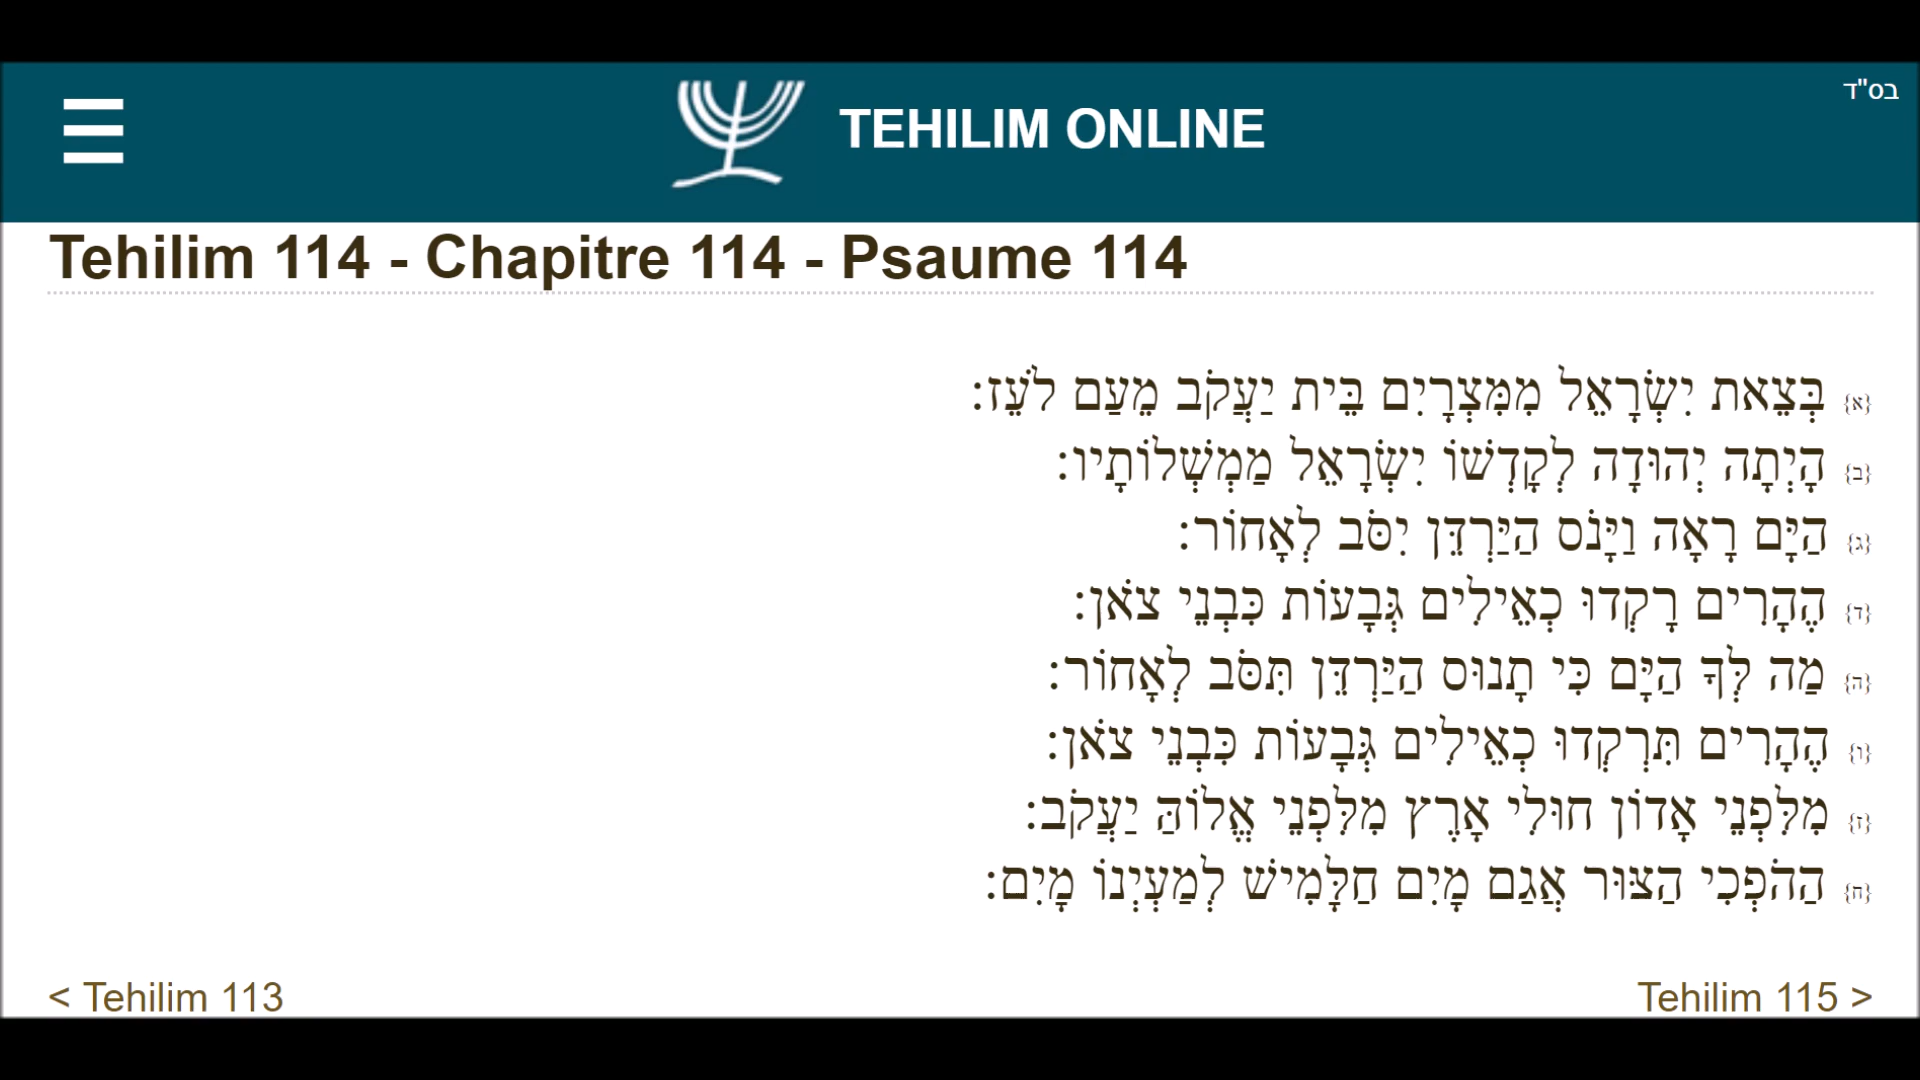 בס"ד
TEHILIM ONLINE
Tehilim 114 - Chapitre 114 - Psaume 114
{א} בְּצֵאת יִשְׂרָאֵל מִמִּצְרָיִם בֵּית יַעֲקֹב מֵעַם לֹעֵז:
{ב} הָיְתָה יְהוּדָה לְקָדְשׁוֹ יִשְׂרָאֵל מַמְשְׁלוֹתָיו:
{ג} הַיָּם רָאָה וַיָּנֹס הַיַּרְדֵּן יִסֹּב לְאָחוֹר:
{ד} הֶהָרִים רָקְדוּ כְאֵילִים גְּבָעוֹת כִּבְנֵי צֹאן:
{ה} מַה לְּךָ הַיָּם כִּי תָנוּס הַיַּרְדֵּן תִּסֹּב לְאָחוֹר:
{ו} הֶהָרִים תִּרְקְדוּ כְאֵילִים גְּבָעוֹת כִּבְנֵי צֹאן:
{ז} מִלִּפְנֵי אָדוֹן חוּלִי אָרֶץ מִלִּפְנֵי אֱלוֹהַּ יַעֲקֹב:
{ח} הַהֹפְכִי הַצּוּר אֲגַם מָיִם חַלָּמִישׁ לְמַעְיְנוֹ מָיִם:
< Tehilim 113
Tehilim 115 >